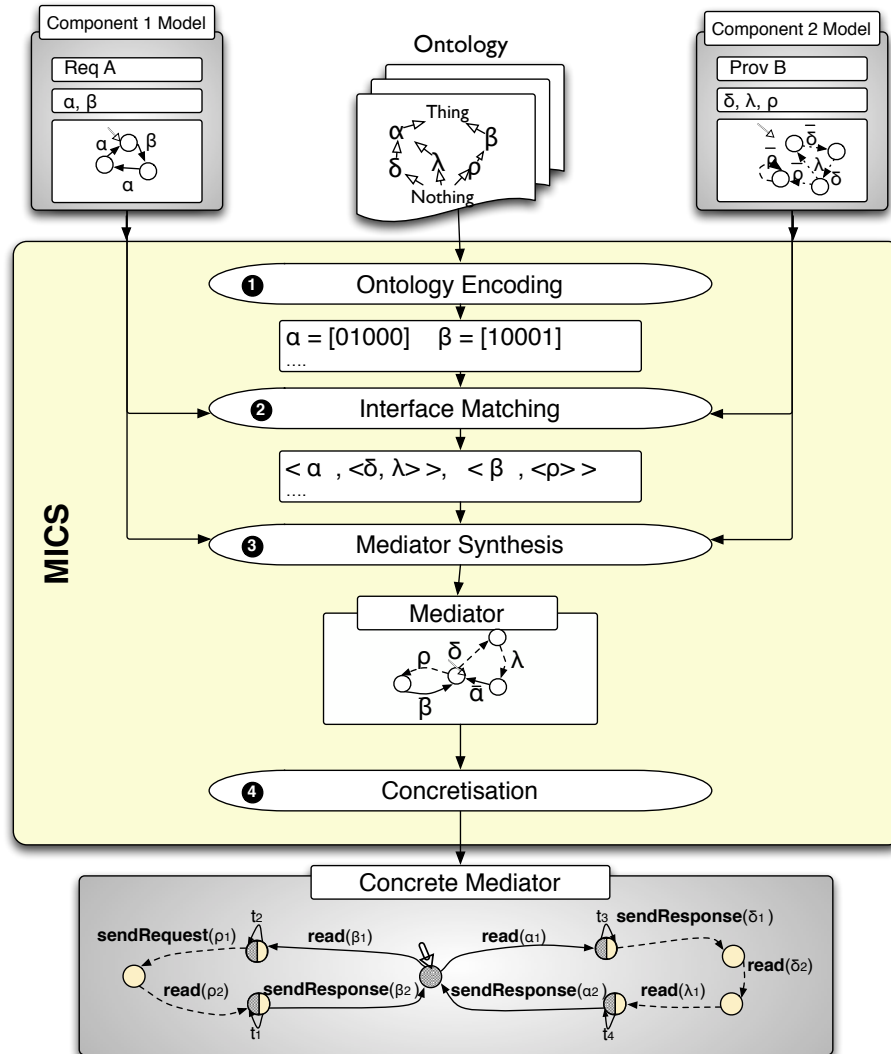 Component 1 Model
Req A
α, β
α
β
α
Ontology
Thing
α
β
δ
λ
ρ
Nothing
Component 2 Model
Prov B
δ, λ, ρ
δ̅
ρ̅
ρ̅
λ
δ̅
MICS
1 Ontology Encoding
α = [01000] β = [10001]
....
2 Interface Matching
< α , <δ, λ> >, < β , <ρ> >
....
3 Mediator Synthesis
Mediator
ρ
δ
λ
β̅
α̅
4 Concretisation
Concrete Mediator
t2
t3
sendResponse(δ1)
sendRequest(ρ1)
read(β1)
read(α1)
read(δ2)
read(ρ2)
sendResponse(β2)
sendResponse(α2)
read(λ1)
t1
t4